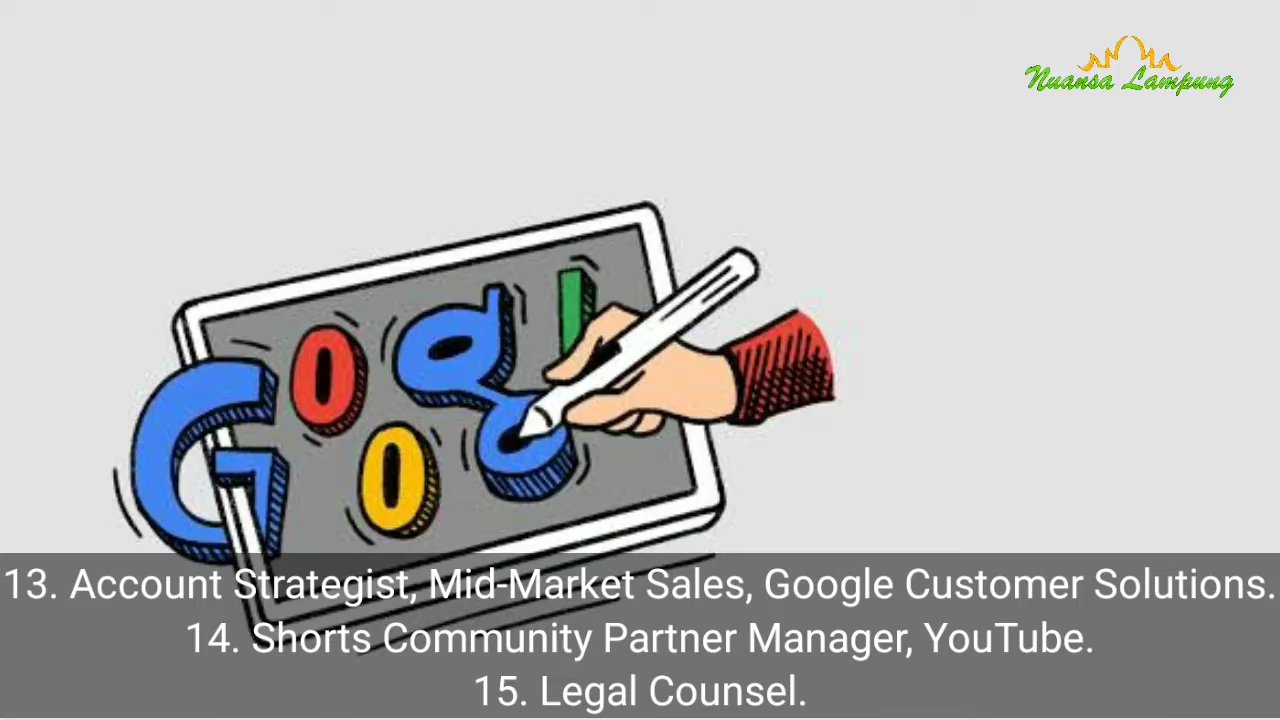 Nuansa Lampung
Googl
13. Account Strategist, Mid-Market Sales, Google Customer Solutions.
14. Shorts Community Partner Manager, YouTube.
15. Legal Counsel.